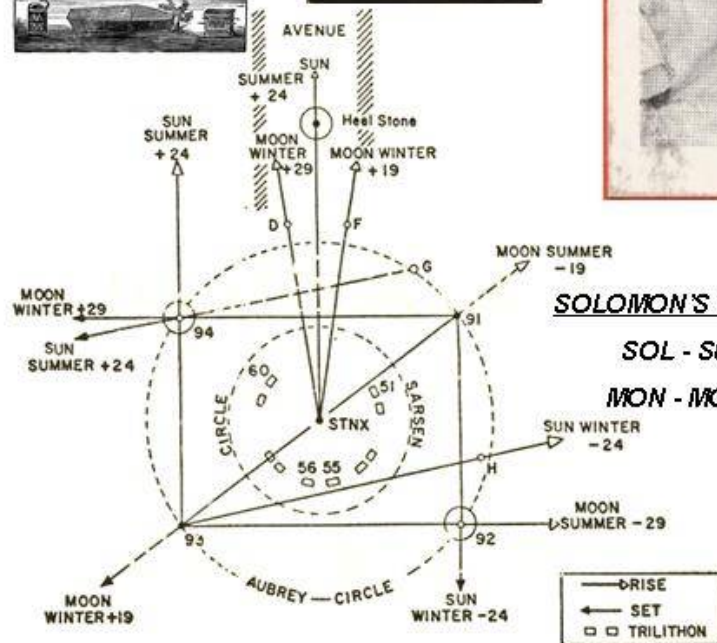 AVENUE
SUN
SUMMER
+ 24
Heel Stone
SUN
SUMMER
+24
MOON
WINTER
+29
MOON WINTER
+19
D
F
G
MOON SUMMER
-19
MOON
WINTER +29
94
91
SOLOMON'S
SUN
SUMMER +24
SOL - S
60
51
MON - MO
CIRCLE
SARSEN
STNX
SUN WINTER
-24
56 55
H
MOON
SUMMER -29
93
92
AUBREY — CIRCLE
MOON
WINTER +19
SUN
WINTER -24
RISE
SET
TRILITHON